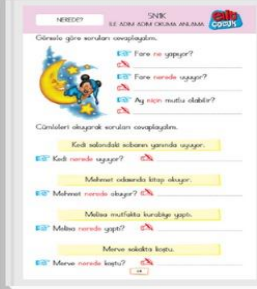 NEREDE?
5N1K
İLE ADIM ADIM OKUMA ANLAMA
ÇOCUK
Görsele göre soruları cevaplayalım.
Fare ne yapıyor?
Fare nerede uyuyor?
Ay niçin mutlu olabilir?
Cümleleri okuyarak soruları cevaplayalım.
Kedi salondaki sobanın yanında uyuyor.
Kedi nerede uyuyor?
Mehmet odasında kitap okuyor.
Mehmet nerede okuyor?
Melisa mutfakta kurabiye yaptı.
Melisa nerede yaptı?
Merve sokakta koştu.
Merve nerede koştu?